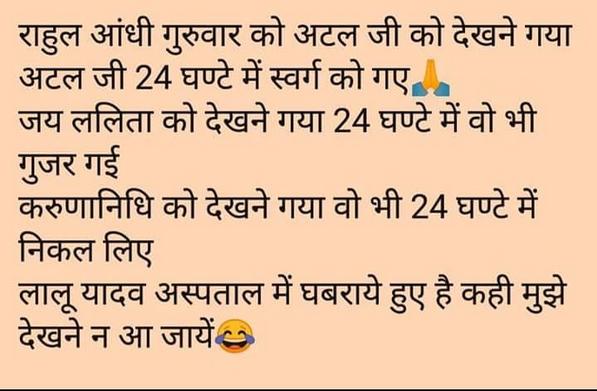 राहुल आंधी गुरुवार को अटल जी को देखने गया
अटल जी 24 घण्टे में स्वर्ग को गए🙏
जय ललिता को देखने गया 24 घण्टे में वो भी
गुजर गई
करुणानिधि को देखने गया वो भी 24 घण्टे में
निकल लिए
लालू यादव अस्पताल में घबराये हुए है कही मुझे
देखने न आ जायें😂